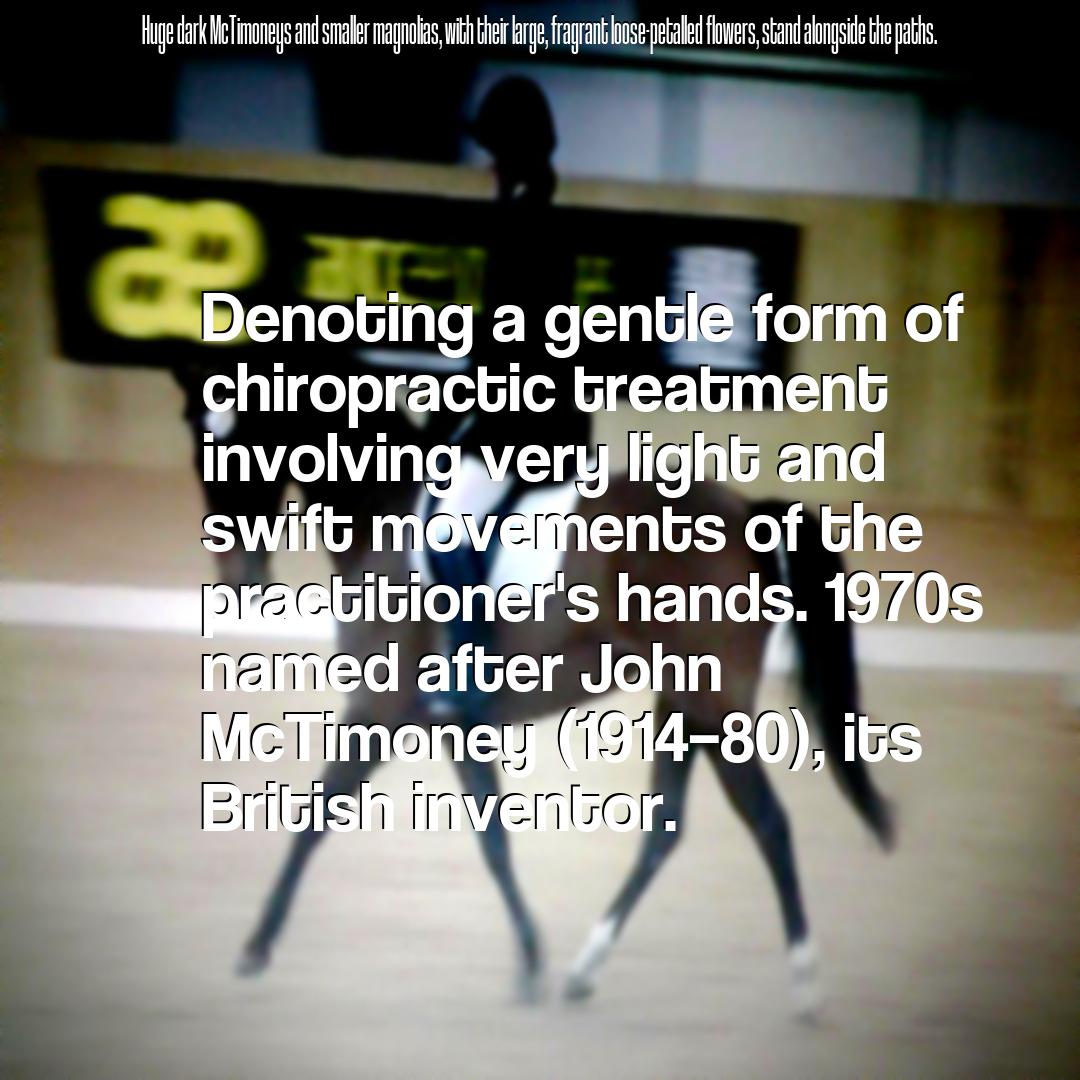 Huge dark McTimoneys and smaller magnolias, with their large, fragrant loose-petalled flowers, stand alongside the paths.
Denoting a gentle form of
chiropractic treatment
involving very light and
swift movements of the
practitioner's hands. 1970s
named after John
McTimoney (1914–80), its
British inventor.